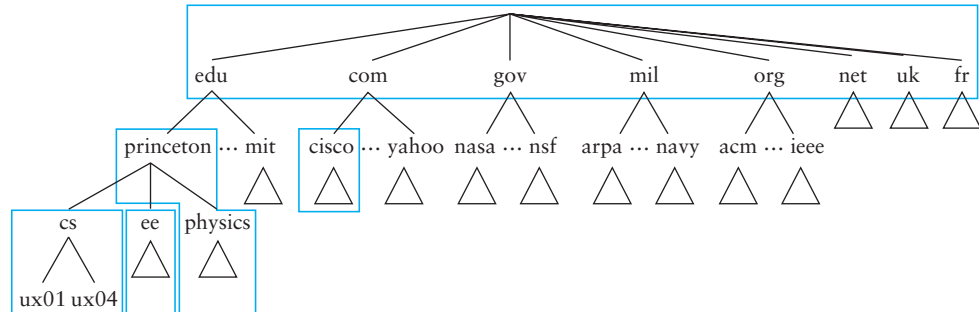 edu com gov mil org net uk fr
princeton ... mit cisco ... yahoo nasa ... nsf arpa ... navy acm ... ieee
cs ee physics
ux01 ux04